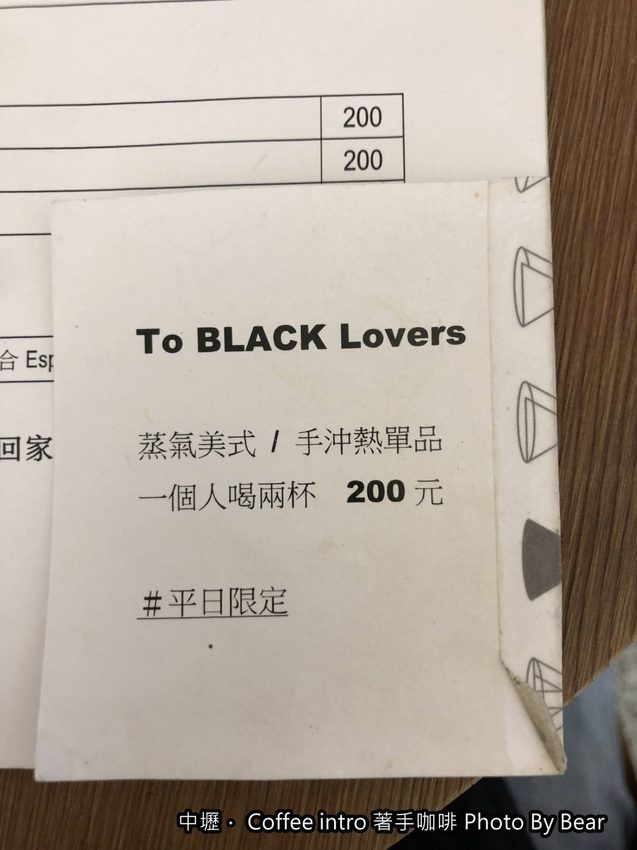 200
200
合 Esp
回家
To BLACK Lovers
蒸氣美式 / 手沖熱單品
一個人喝兩杯 200 元
#平日限定
中壢· Coffee intro 著手咖啡 Photo By Bear